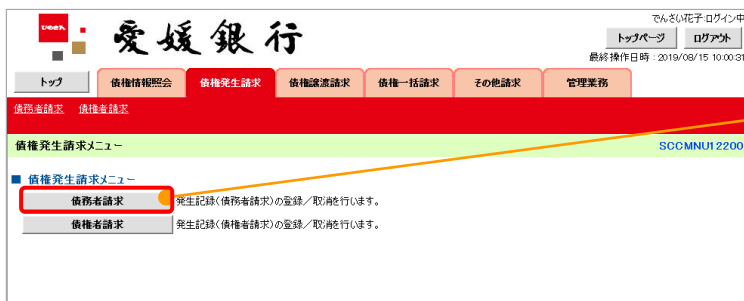 でんさい花子:ログイン中
ひめぎん
愛媛銀行
トップページ ログアウト
最終操作日時：2019/08/15 10:00:31
トップ 債権情報照会 債権発生請求 債権譲渡請求 債権一括請求 その他請求 管理業務
債務者請求 債権者請求
債権発生請求メニュー SCCMNU12200
■ 債権発生請求メニュー
債務者請求 発生記録(債務者請求)の登録／取消を行います。
債権者請求 発生記録(債権者請求)の登録／取消を行います。